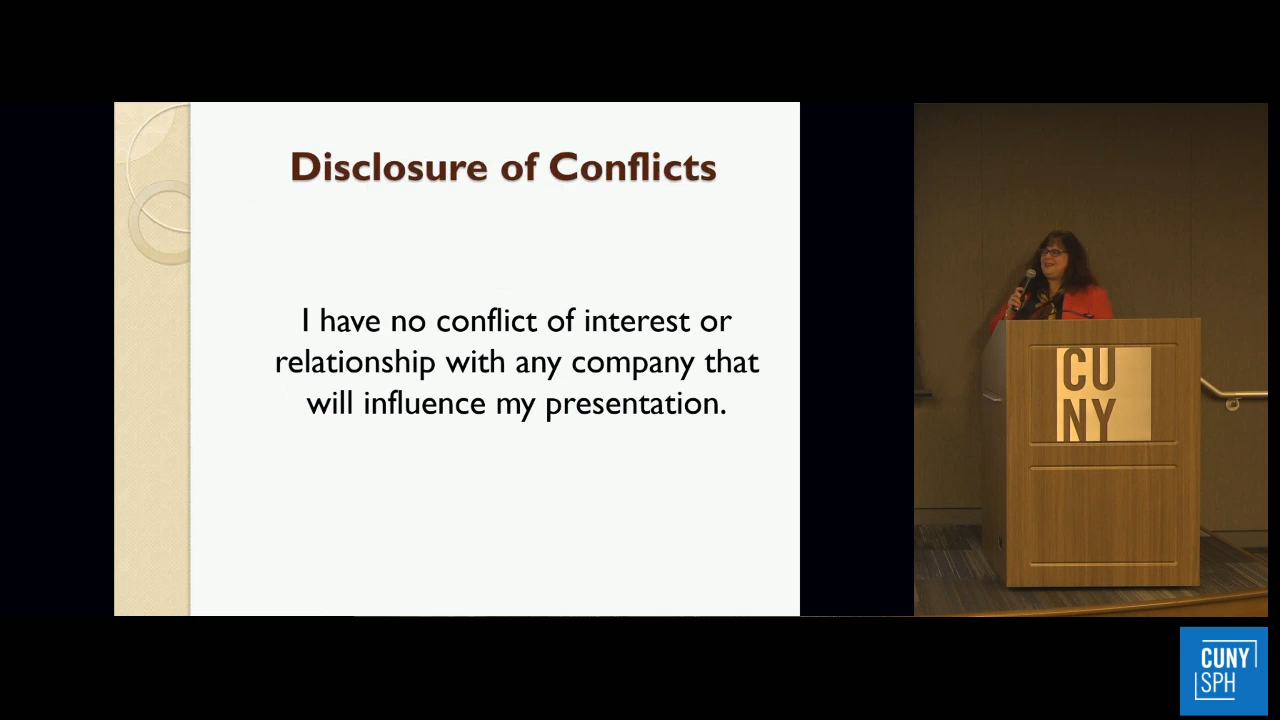 Disclosure of Conflicts
I have no conflict of interest or
relationship with any company that
will influence my presentation.
CU
NY
CUNY
SPH